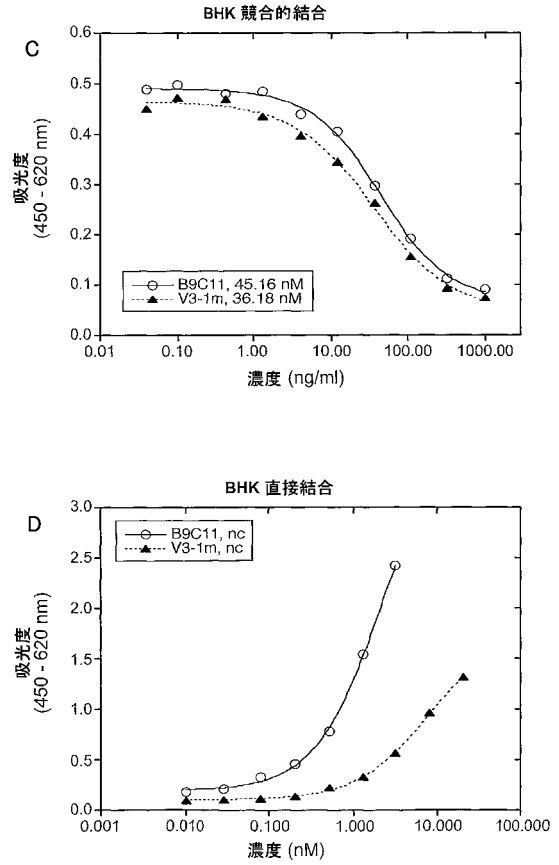 BHK 競合的結合
C
0.6
0.5
0.4
0.3
0.2
0.1
0.0
吸光度
(450 - 620 nm)
B9C11, 45.16 nM
V3-1m, 36.18 nM
0.01 0.10 1.00 10.00 100.00 1000.00
濃度 (ng/ml)
BHK 直接結合
D
3.0
2.5
2.0
1.5
1.0
0.5
0.0
吸光度
(450 - 620 nm)
B9C11, nc
V3-1m, nc
0.001 0.010 0.100 1.000 10.000 100.000
濃度 (nM)